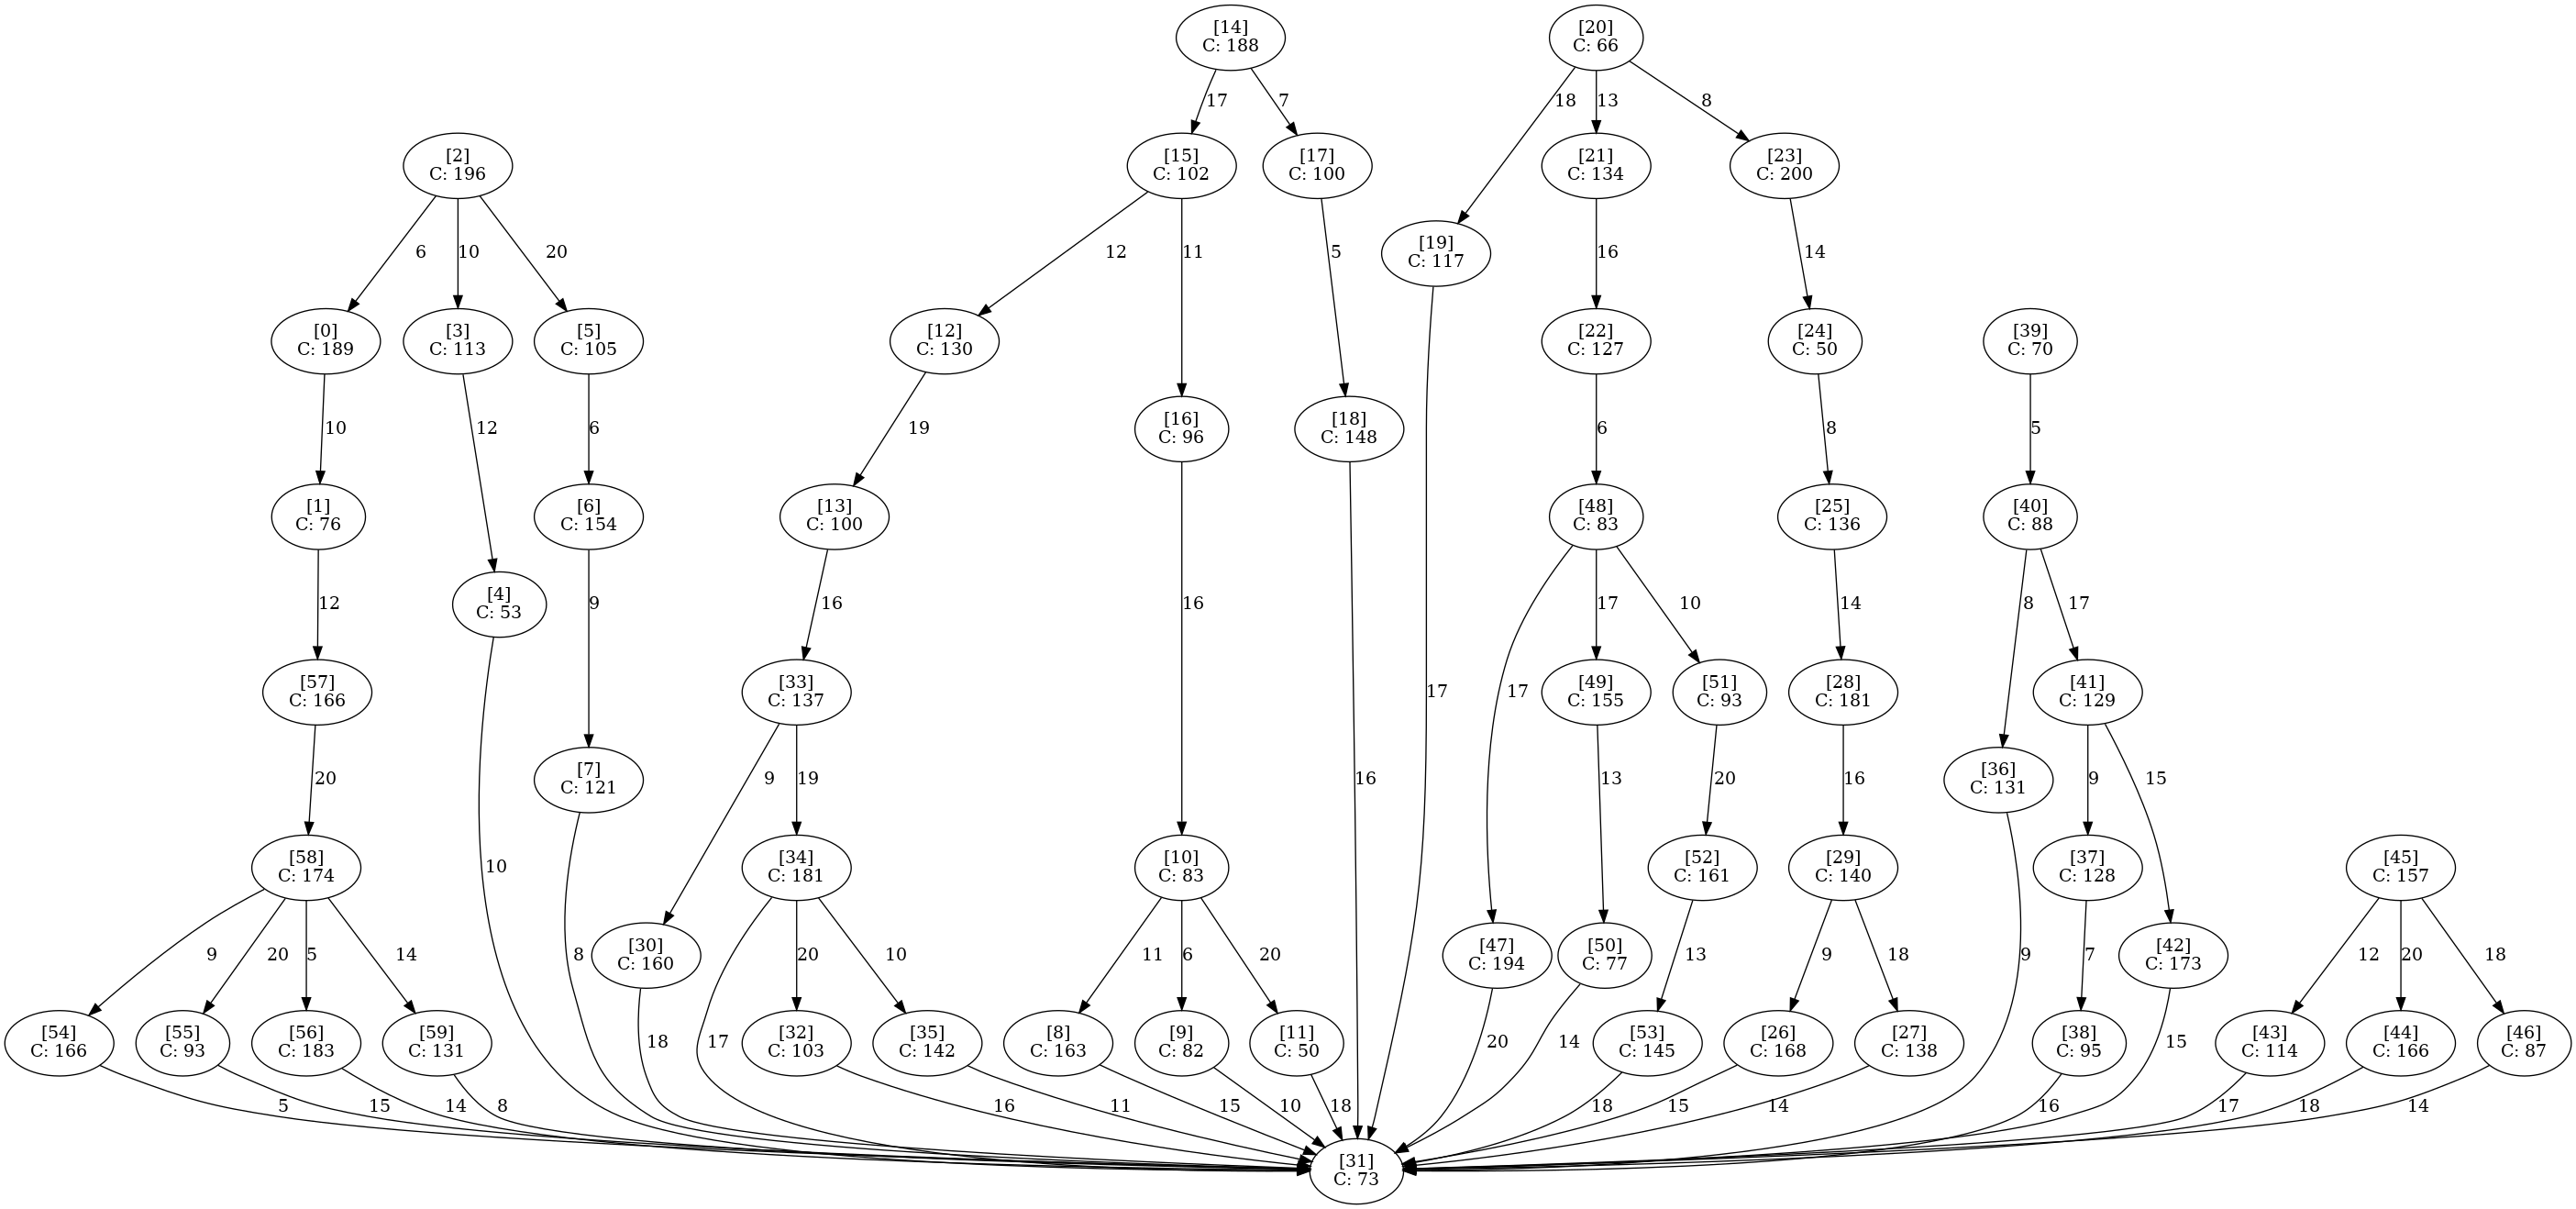 [14]
C: 188
[20]
C: 66
17
7
18
13
8
[2]
C: 196
[15]
C: 102
[17]
C: 100
[21]
C: 134
[23]
C: 200
6
10
20
12
11
5
[19]
C: 117
16
14
[0]
C: 189
[3]
C: 113
[5]
C: 105
[12]
C: 130
[22]
C: 127
[24]
C: 50
[39]
C: 70
10
12
6
19
[16]
C: 96
[18]
C: 148
6
8
5
[1]
C: 76
[6]
C: 154
[13]
C: 100
[48]
C: 83
[25]
C: 136
[40]
C: 88
12
[4]
C: 53
9
16
16
17
10
14
8
17
[57]
C: 166
[33]
C: 137
17
17
[49]
C: 155
[51]
C: 93
[28]
C: 181
[41]
C: 129
20
[7]
C: 121
9
19
16
13
20
16
[36]
C: 131
9
15
[58]
C: 174
10
[34]
C: 181
[10]
C: 83
[52]
C: 161
[29]
C: 140
[37]
C: 128
[45]
C: 157
9
20
5
14
8
[30]
C: 160
20
10
11
6
20
[47]
C: 194
[50]
C: 77
13
9
18
9
7
[42]
C: 173
12
20
18
[54]
C: 166
[55]
C: 93
[56]
C: 183
[59]
C: 131
18
17
[32]
C: 103
[35]
C: 142
[8]
C: 163
[9]
C: 82
[11]
C: 50
20
14
[53]
C: 145
[26]
C: 168
[27]
C: 138
[38]
C: 95
15
[43]
C: 114
[44]
C: 166
[46]
C: 87
5
15
14
8
16
11
15
10
18
18
15
14
16
17
18
14
[31]
C: 73